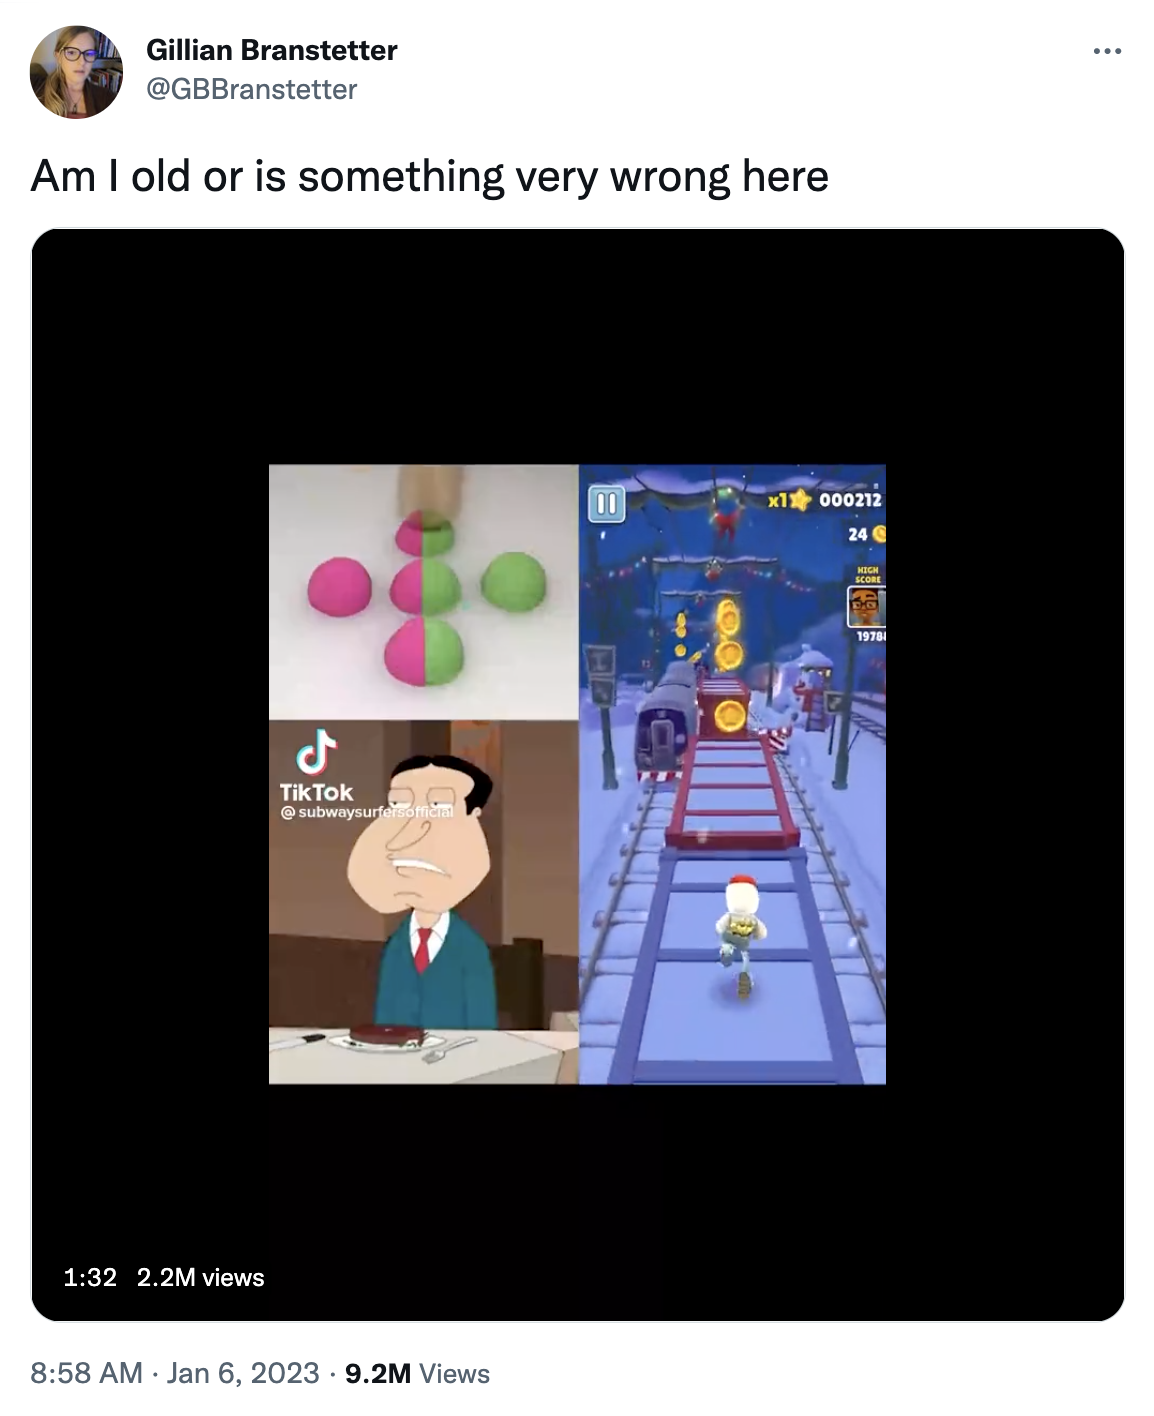 Gillian Branstetter
@GBBranstetter
Am I old or is something very wrong here
x1 000212
24
HIGH
SCORE
1978
TikTok
@ subwaysurfersofficial
1:32 2.2M views
8:58 AM · Jan 6, 2023 · 9.2M Views